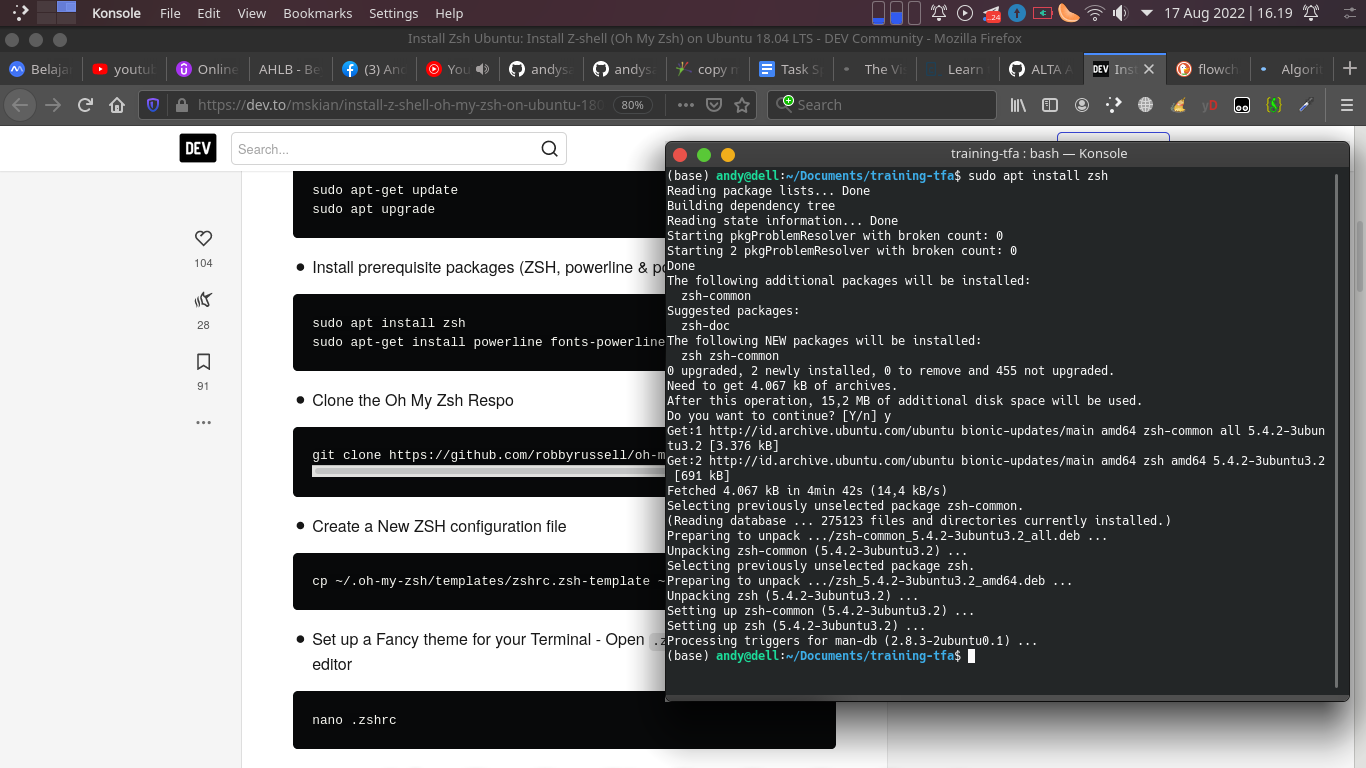 Konsole File Edit View Bookmarks Settings Help
24
17 Aug 2022 | 16.19
Install Zsh Ubuntu: Install Z-shell (Oh My Zsh) on Ubuntu 18.04 LTS - DEV Community - Mozilla Firefox
Belaja youtu Online AHLB - Be (3) An You andysa andysa copy m Task S The Vi Learn ALTA A DEV Inst flowch Algorit
https://dev.to/mskian/install-z-shell-oh-my-zsh-on-ubuntu-180 80% Search
yD
DEV Search...
sudo apt-get update
sudo apt upgrade
104
Install prerequisite packages (ZSH, powerline & po
28
sudo apt install zsh
sudo apt-get install powerline fonts-powerline
91
Clone the Oh My Zsh Respo
git clone https://github.com/robbyrussell/oh-m
Create a New ZSH configuration file
cp ~/.oh-my-zsh/templates/zshrc.zsh-template ~
Set up a Fancy theme for your Terminal - Open .z
editor
nano .zshrc
training-tfa : bash — Konsole
(base) andy@dell:~/Documents/training-tfa$ sudo apt install zsh
Reading package lists... Done
Building dependency tree
Reading state information... Done
Starting pkgProblemResolver with broken count: 0
Starting 2 pkgProblemResolver with broken count: 0
Done
The following additional packages will be installed:
zsh-common
Suggested packages:
zsh-doc
The following NEW packages will be installed:
zsh zsh-common
0 upgraded, 2 newly installed, 0 to remove and 455 not upgraded.
Need to get 4.067 kB of archives.
After this operation, 15,2 MB of additional disk space will be used.
Do you want to continue? [Y/n] y
Get:1 http://id.archive.ubuntu.com/ubuntu bionic-updates/main amd64 zsh-common all 5.4.2-3ubun
tu3.2 [3.376 kB]
Get:2 http://id.archive.ubuntu.com/ubuntu bionic-updates/main amd64 zsh amd64 5.4.2-3ubuntu3.2
[691 kB]
Fetched 4.067 kB in 4min 42s (14,4 kB/s)
Selecting previously unselected package zsh-common.
(Reading database ... 275123 files and directories currently installed.)
Preparing to unpack .../zsh-common_5.4.2-3ubuntu3.2_all.deb ...
Unpacking zsh-common (5.4.2-3ubuntu3.2) ...
Selecting previously unselected package zsh.
Preparing to unpack .../zsh_5.4.2-3ubuntu3.2_amd64.deb ...
Unpacking zsh (5.4.2-3ubuntu3.2) ...
Setting up zsh-common (5.4.2-3ubuntu3.2) ...
Setting up zsh (5.4.2-3ubuntu3.2) ...
Processing triggers for man-db (2.8.3-2ubuntu0.1) ...
(base) andy@dell:~/Documents/training-tfa$